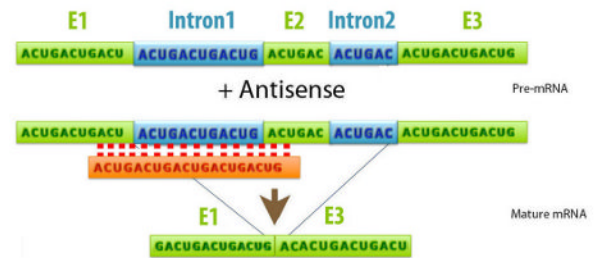 E1 Intron1 E2 Intron2 E3
ACUGACUGACU ACUGACUGACUG ACUGAC ACUGAC ACUGACUGACUG
+ Antisense Pre-mRNA
ACUGACUGACU ACUGACUGACUG ACUGAC ACUGAC ACUGACUGACUG
ACUGACUGACUGACUGACUG
E1 E3
Mature mRNA
GACUGACUGACUG ACACUGACUGACU